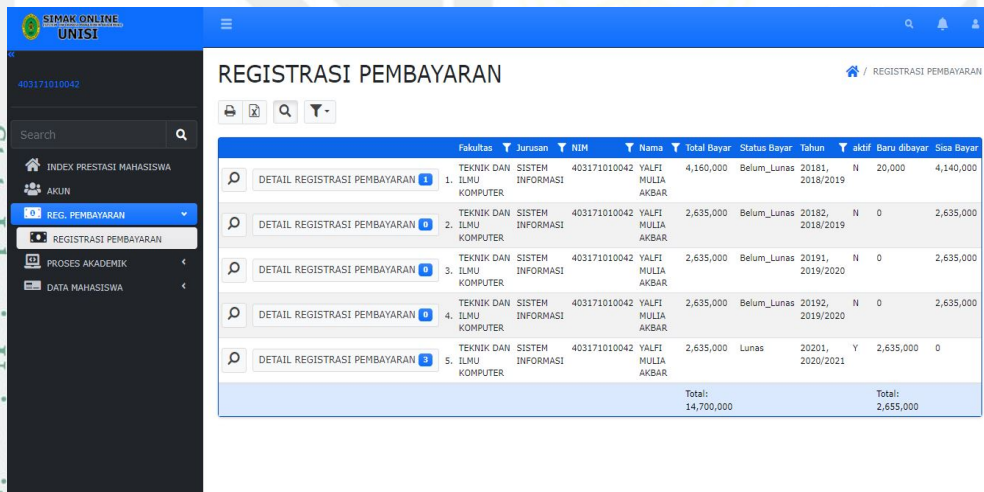 SIMAK ONLINE
UNISI
403171010042
Search
INDEX PRESTASI MAHASISWA
AKUN
REG. PEMBAYARAN
REGISTRASI PEMBAYARAN
PROSES AKADEMIK
DATA MAHASISWA
REGISTRASI PEMBAYARAN
/ REGISTRASI PEMBAYARAN
Fakultas Jurusan NIM Nama Total Bayar Status Bayar Tahun aktif Baru dibayar Sisa Bayar
DETAIL REGISTRASI PEMBAYARAN 1 1. TEKNIK DAN ILMU KOMPUTER SISTEM INFORMASI 403171010042 YALFI MULIA AKBAR 4,160,000 Belum_Lunas 20181, 2018/2019 N 20,000 4,140,000
DETAIL REGISTRASI PEMBAYARAN 0 2. TEKNIK DAN ILMU KOMPUTER SISTEM INFORMASI 403171010042 YALFI MULIA AKBAR 2,635,000 Belum_Lunas 20182, 2018/2019 N 0 2,635,000
DETAIL REGISTRASI PEMBAYARAN 0 3. TEKNIK DAN ILMU KOMPUTER SISTEM INFORMASI 403171010042 YALFI MULIA AKBAR 2,635,000 Belum_Lunas 20191, 2019/2020 N 0 2,635,000
DETAIL REGISTRASI PEMBAYARAN 0 4. TEKNIK DAN ILMU KOMPUTER SISTEM INFORMASI 403171010042 YALFI MULIA AKBAR 2,635,000 Belum_Lunas 20192, 2019/2020 N 0 2,635,000
DETAIL REGISTRASI PEMBAYARAN 3 5. TEKNIK DAN ILMU KOMPUTER SISTEM INFORMASI 403171010042 YALFI MULIA AKBAR 2,635,000 Lunas 20201, 2020/2021 Y 2,635,000 0
Total: 14,700,000 Total: 2,655,000